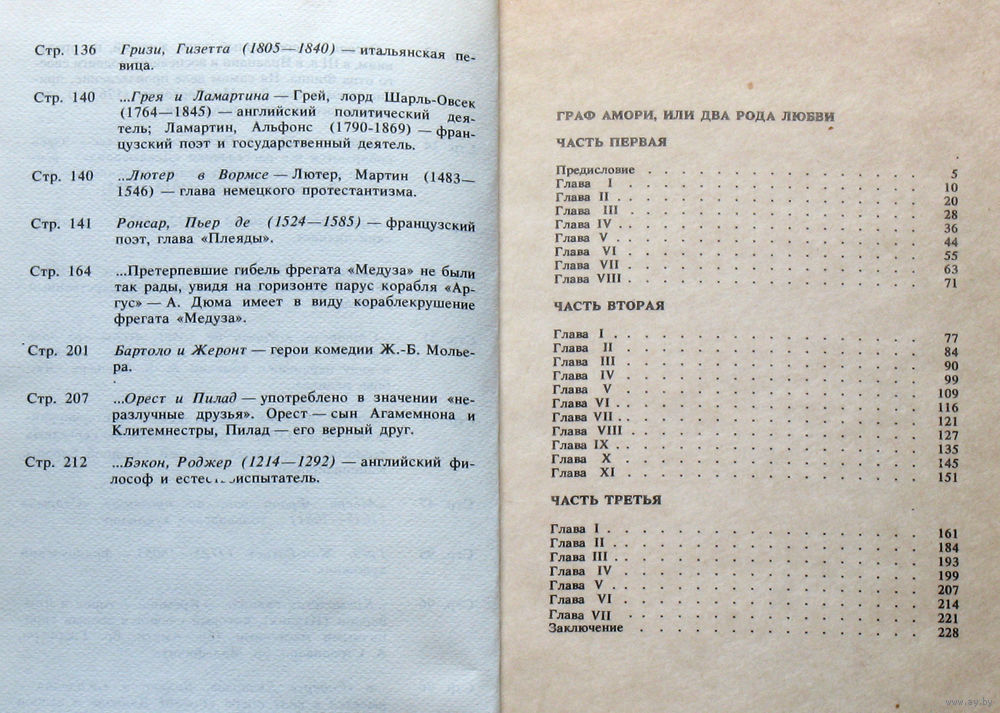 Стр. 136 Гризи, Гизетта (1805—1840) — итальянская пе-
вица.
Стр. 140 ...Грея и Ламартина — Грей, лорд Шарль-Овсек
(1764—1845) — английский политический дея-
тель; Ламартин, Альфонс (1790-1869) — фран-
цузский поэт и государственный деятель.
Стр. 140 ...Лютер в Вормсе — Лютер, Мартин (1483—
1546) — глава немецкого протестантизма.
Стр. 141 Ронсар, Пьер де (1524—1585) — французский
поэт, глава «Плеяды».
Стр. 164 ...Претерпевшие гибель фрегата «Медуза» не были
так рады, увидя на горизонте парус корабля «Ар-
гус» — А. Дюма имеет в виду кораблекрушение
фрегата «Медуза».
Стр. 201 Бартоло и Жеронт — герои комедии Ж.-Б. Молье-
ра.
Стр. 207 ...Орест и Пилад — употреблено в значении «не-
разлучные друзья». Орест — сын Агамемнона и
Клитемнестры, Пилад — его верный друг.
Стр. 212 ...Бэкон, Роджер (1214—1292) — английский фи-
лософ и испытатель.
ГРАФ АМОРИ, ИЛИ ДВА РОДА ЛЮБВИ
ЧАСТЬ ПЕРВАЯ
Предисловие . . . . . . . . . 5
Глава I . . . . . . . . . 10
Глава II . . . . . . . . . 20
Глава III . . . . . . . . . 28
Глава IV . . . . . . . . . 36
Глава V . . . . . . . . . 44
Глава VI . . . . . . . . . 55
Глава VII . . . . . . . . . 63
Глава VIII . . . . . . . . . 71
ЧАСТЬ ВТОРАЯ
Глава I . . . . . . . . . 77
Глава II . . . . . . . . . 84
Глава III . . . . . . . . . 90
Глава IV . . . . . . . . . 99
Глава V . . . . . . . . . 109
Глава VI . . . . . . . . . 116
Глава VII . . . . . . . . . 121
Глава VIII . . . . . . . . . 127
Глава IX . . . . . . . . . 135
Глава X . . . . . . . . . 145
Глава XI . . . . . . . . . 151
ЧАСТЬ ТРЕТЬЯ
Глава I . . . . . . . . . 161
Глава II . . . . . . . . . 184
Глава III . . . . . . . . . 193
Глава IV . . . . . . . . . 199
Глава V . . . . . . . . . 207
Глава VI . . . . . . . . . 214
Глава VII . . . . . . . . . 221
Заключение . . . . . . . . . 228
www.ay.by